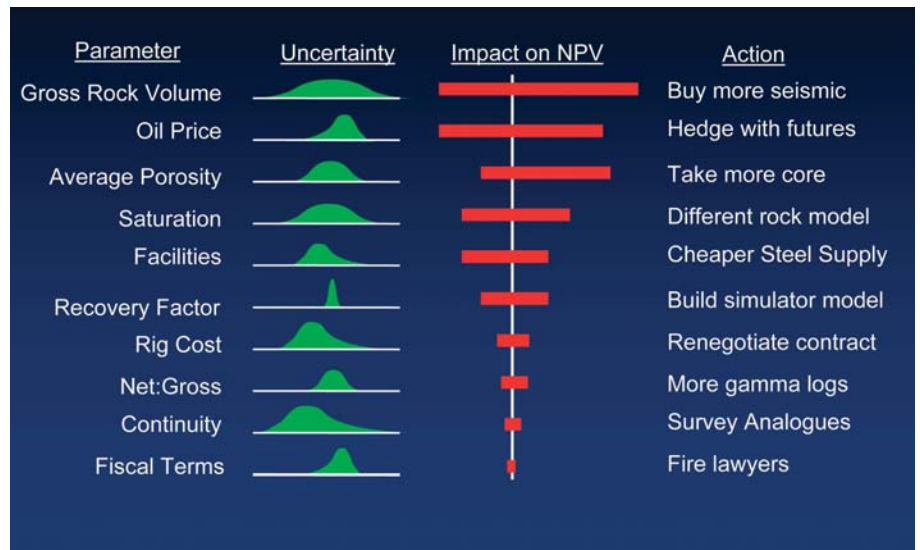 Parameter Uncertainty Impact on NPV Action
Gross Rock Volume Buy more seismic
Oil Price Hedge with futures
Average Porosity Take more core
Saturation Different rock model
Facilities Cheaper Steel Supply
Recovery Factor Build simulator model
Rig Cost Renegotiate contract
Net:Gross More gamma logs
Continuity Survey Analogues
Fiscal Terms Fire lawyers